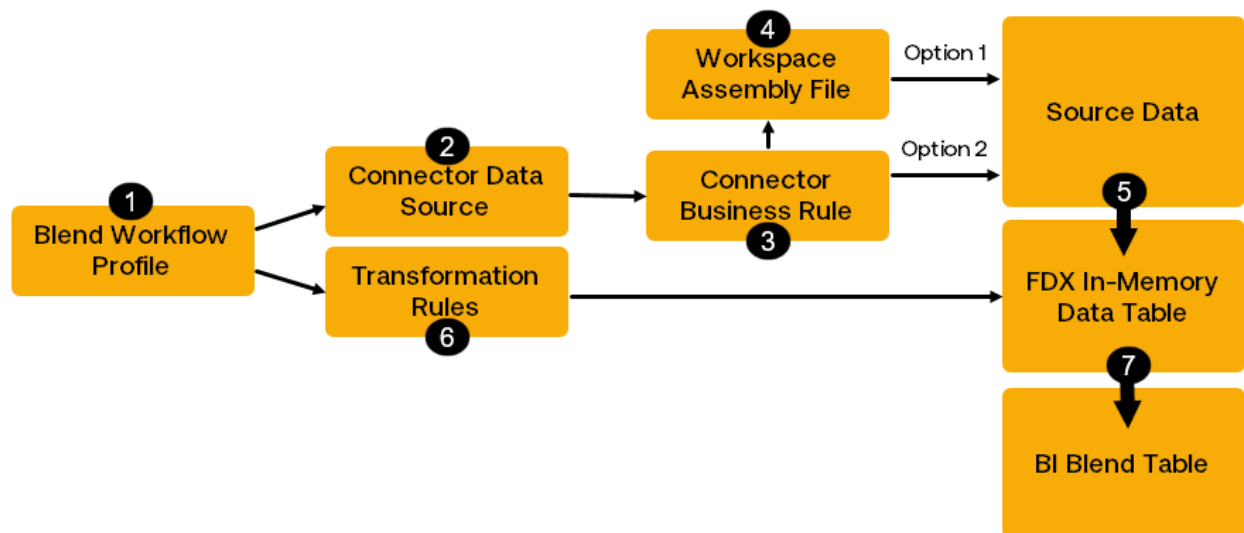 4
Workspace
Assembly File
Option 1
Source Data
2
Connector Data
Source
Option 2
Connector
Business Rule
3
1
Blend Workflow
Profile
5
Transformation
Rules
6
FDX In-Memory
Data Table
7
BI Blend Table